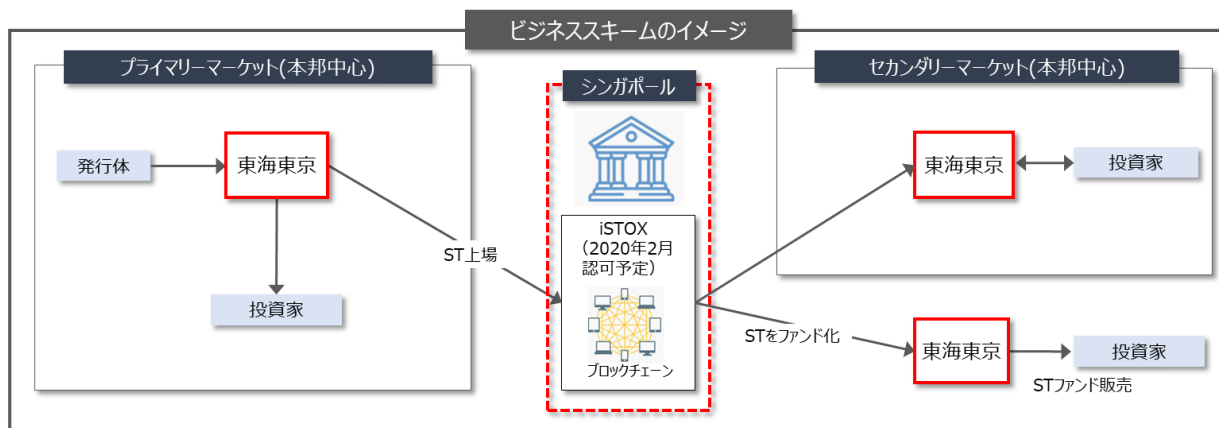 ビジネススキームのイメージ
プライマリーマーケット(本邦中心)
発行体
東海東京
投資家
ST上場
シンガポール
iSTOX
（2020年2月
認可予定）
ブロックチェーン
セカンダリーマーケット(本邦中心)
東海東京
投資家
STをファンド化
東海東京
投資家
STファンド販売